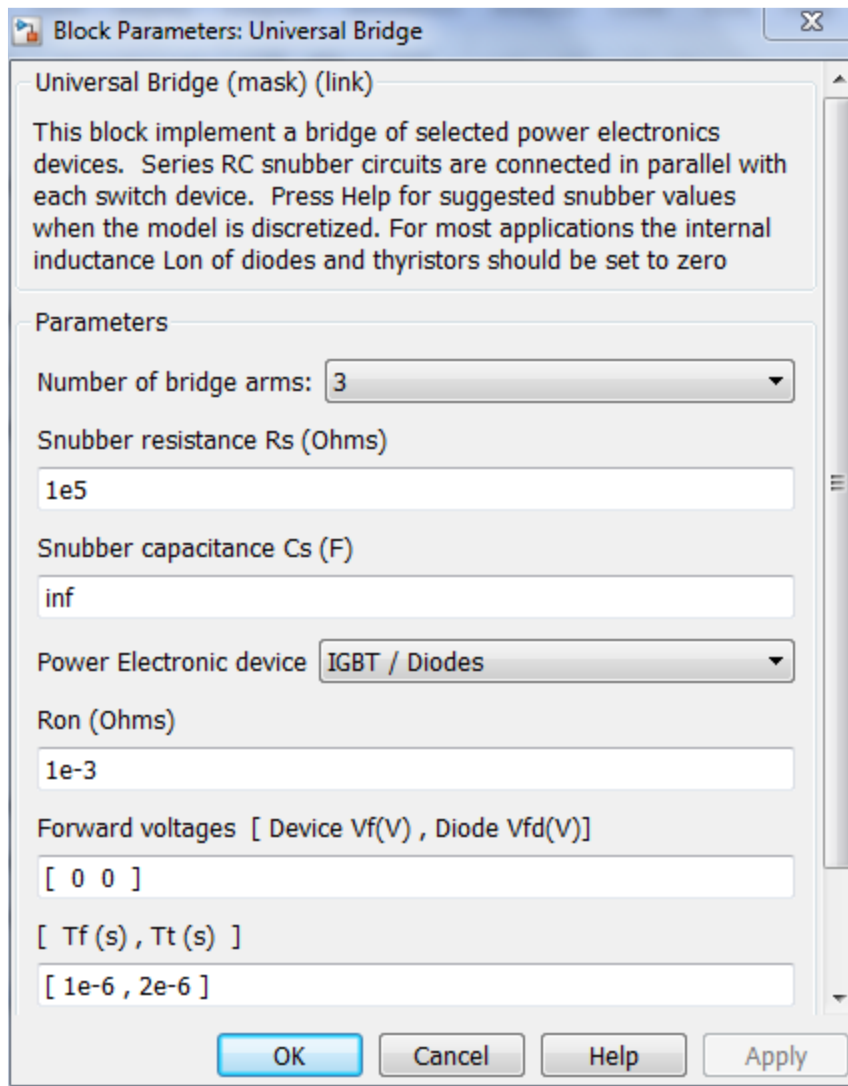 Block Parameters: Universal Bridge
Universal Bridge (mask) (link)
This block implement a bridge of selected power electronics
devices.  Series RC snubber circuits are connected in parallel with
each switch device.  Press Help for suggested snubber values
when the model is discretized. For most applications the internal
inductance Lon of diodes and thyristors should be set to zero
Parameters
Number of bridge arms: 3
Snubber resistance Rs (Ohms)
1e5
Snubber capacitance Cs (F)
inf
Power Electronic device IGBT / Diodes
Ron (Ohms)
1e-3
Forward voltages  [ Device Vf(V) , Diode Vfd(V)]
[  0  0  ]
[  Tf (s) , Tt (s)  ]
[ 1e-6 , 2e-6 ]
OK Cancel Help Apply